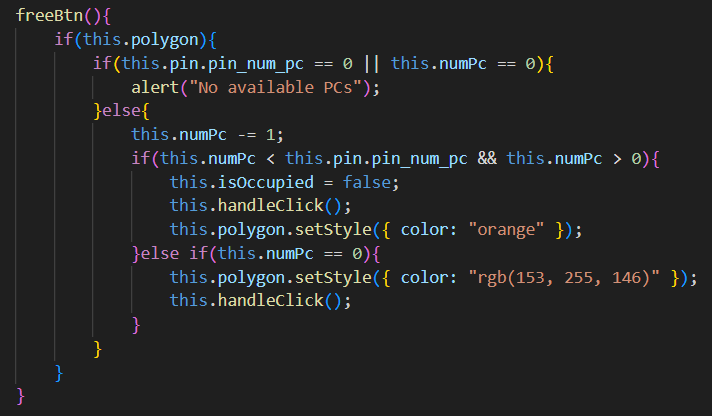 freeBtn(){
    if(this.polygon){
        if(this.pin.pin_num_pc == 0 || this.numPc == 0){
            alert("No available PCs");
        }else{
            this.numPc -= 1;
            if(this.numPc < this.pin.pin_num_pc && this.numPc > 0){
                this.isOccupied = false;
                this.handleClick();
                this.polygon.setStyle({ color: "orange" });
            }else if(this.numPc == 0){
                this.polygon.setStyle({ color: "rgb(153, 255, 146)" });
                this.handleClick();
            }
        }
    }
}